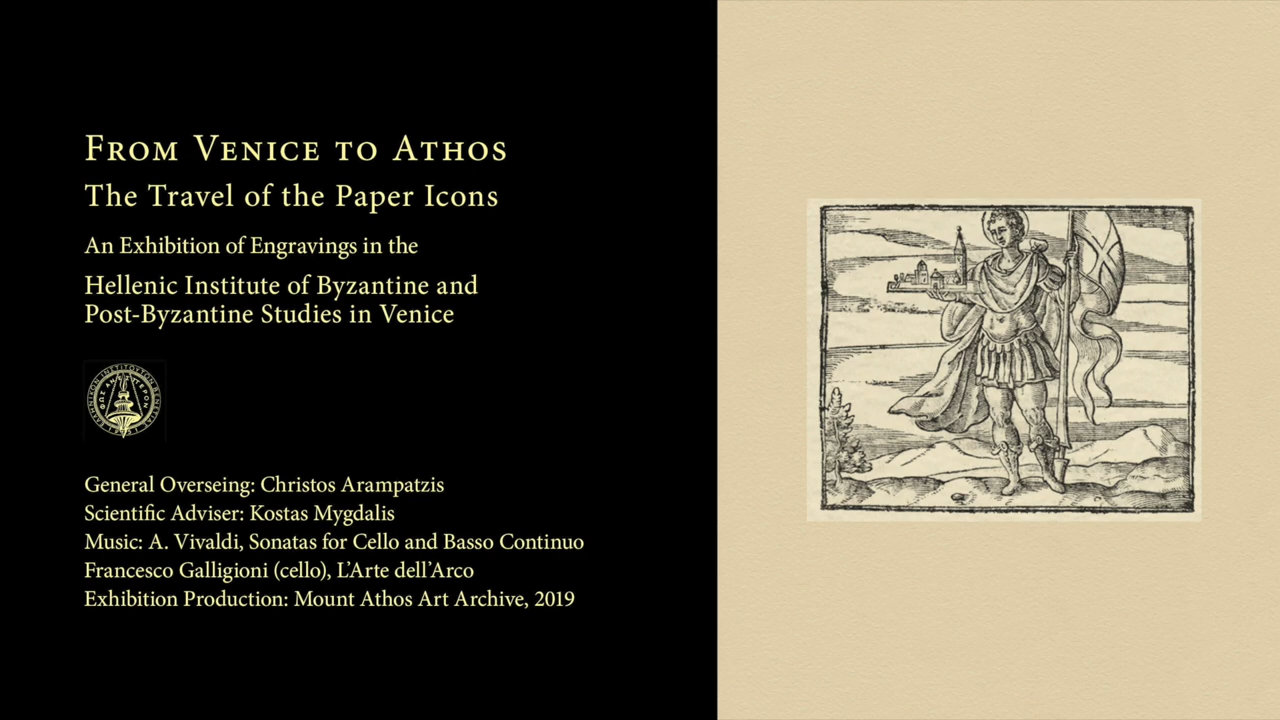 From Venice to Athos
The Travel of the Paper Icons
An Exhibition of Engravings in the
Hellenic Institute of Byzantine and
Post-Byzantine Studies in Venice
General Overseing: Christos Arampatzis
Scientific Adviser: Kostas Mygdalis
Music: A. Vivaldi, Sonatas for Cello and Basso Continuo
Francesco Galligioni (cello), L’Arte dell’Arco
Exhibition Production: Mount Athos Art Archive, 2019